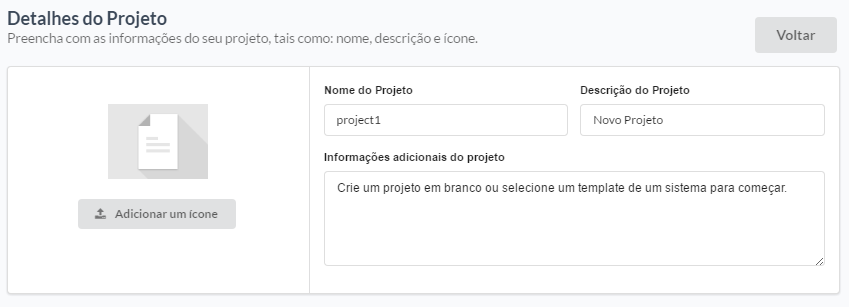 Detalhes do Projeto
Preencha com as informações do seu projeto, tais como: nome, descrição e ícone.
Voltar
Adicionar um ícone
Nome do Projeto
Descrição do Projeto
project1
Novo Projeto
Informações adicionais do projeto
Crie um projeto em branco ou selecione um template de um sistema para começar.